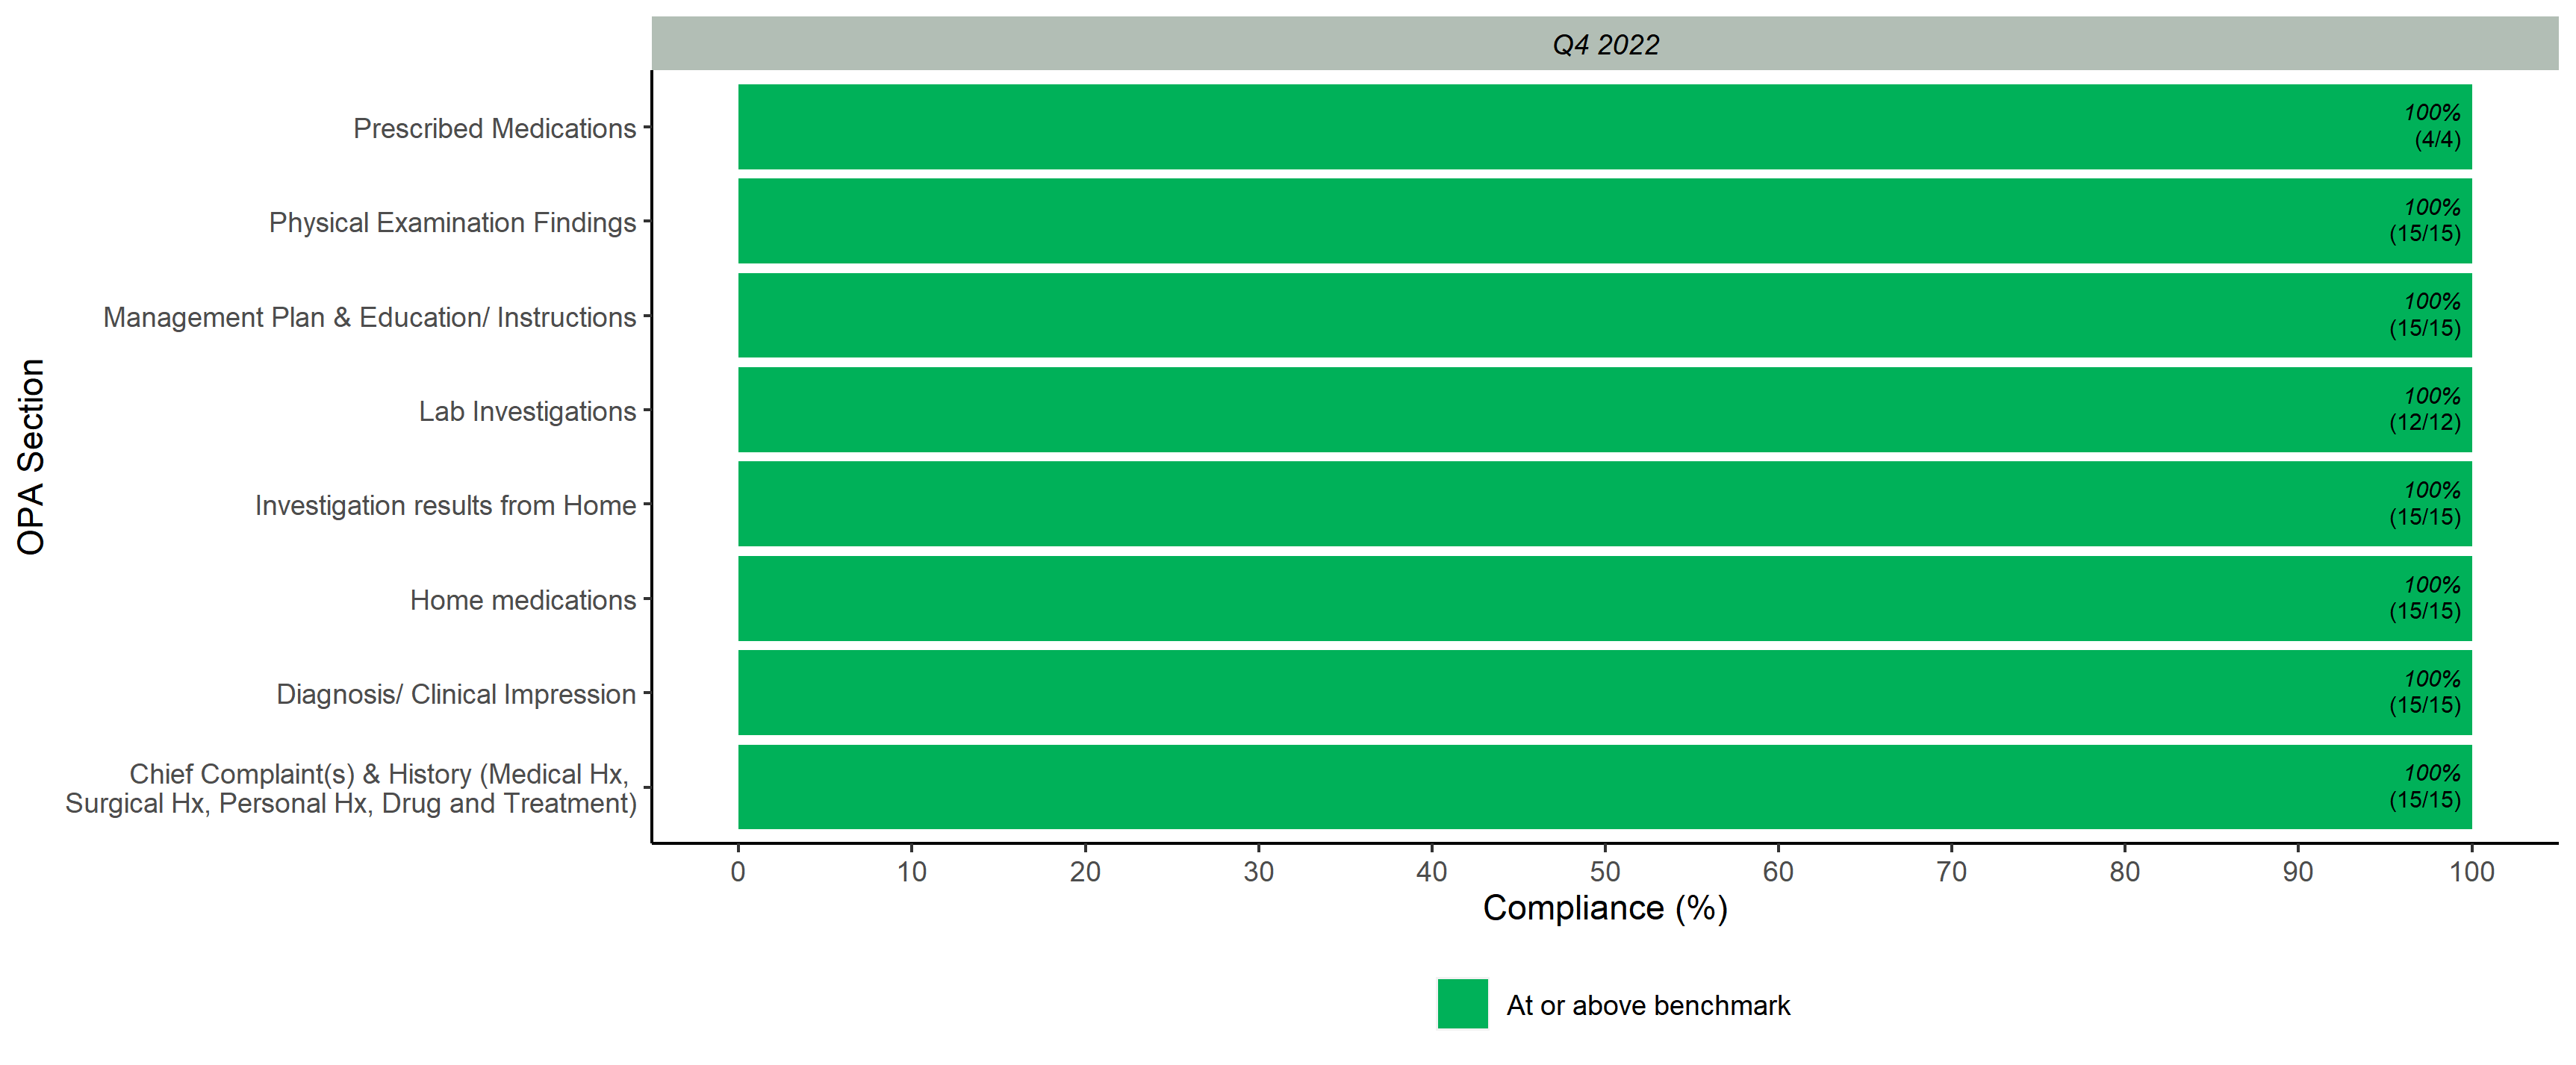 Q4 2022
Prescribed Medications
100%
(4/4)
Physical Examination Findings
100%
(15/15)
Management Plan & Education/ Instructions
100%
(15/15)
Lab Investigations
100%
(12/12)
Investigation results from Home
100%
(15/15)
Home medications
100%
(15/15)
Diagnosis/ Clinical Impression
100%
(15/15)
Chief Complaint(s) & History (Medical Hx,
Surgical Hx, Personal Hx, Drug and Treatment)
100%
(15/15)
OPA Section
0 10 20 30 40 50 60 70 80 90 100
Compliance (%)
At or above benchmark